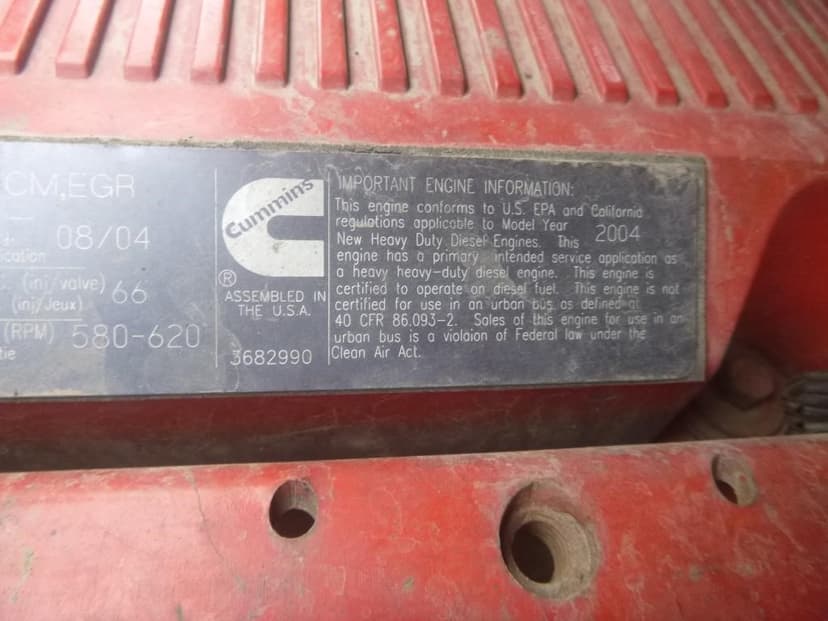 CM,EGR
08/04
ication
(inj/valve) 66
(inj/Jeux)
(RPM) 580-620
tie
Cummins
®
ASSEMBLED IN
THE U.S.A.
3682990
IMPORTANT ENGINE INFORMATION:
This engine conforms to U.S. EPA and California
regulations applicable to Model Year 2004
New Heavy Duty Diesel Engines. This
engine has a primary intended service application as
a heavy heavy-duty diesel engine. This engine is
certified to operate on diesel fuel. This engine is not
certified for use in an urban bus as defined at
40 CFR 86.093-2. Sales of this engine for use in an
urban bus is a violaion of Federal law under the
Clean Air Act.